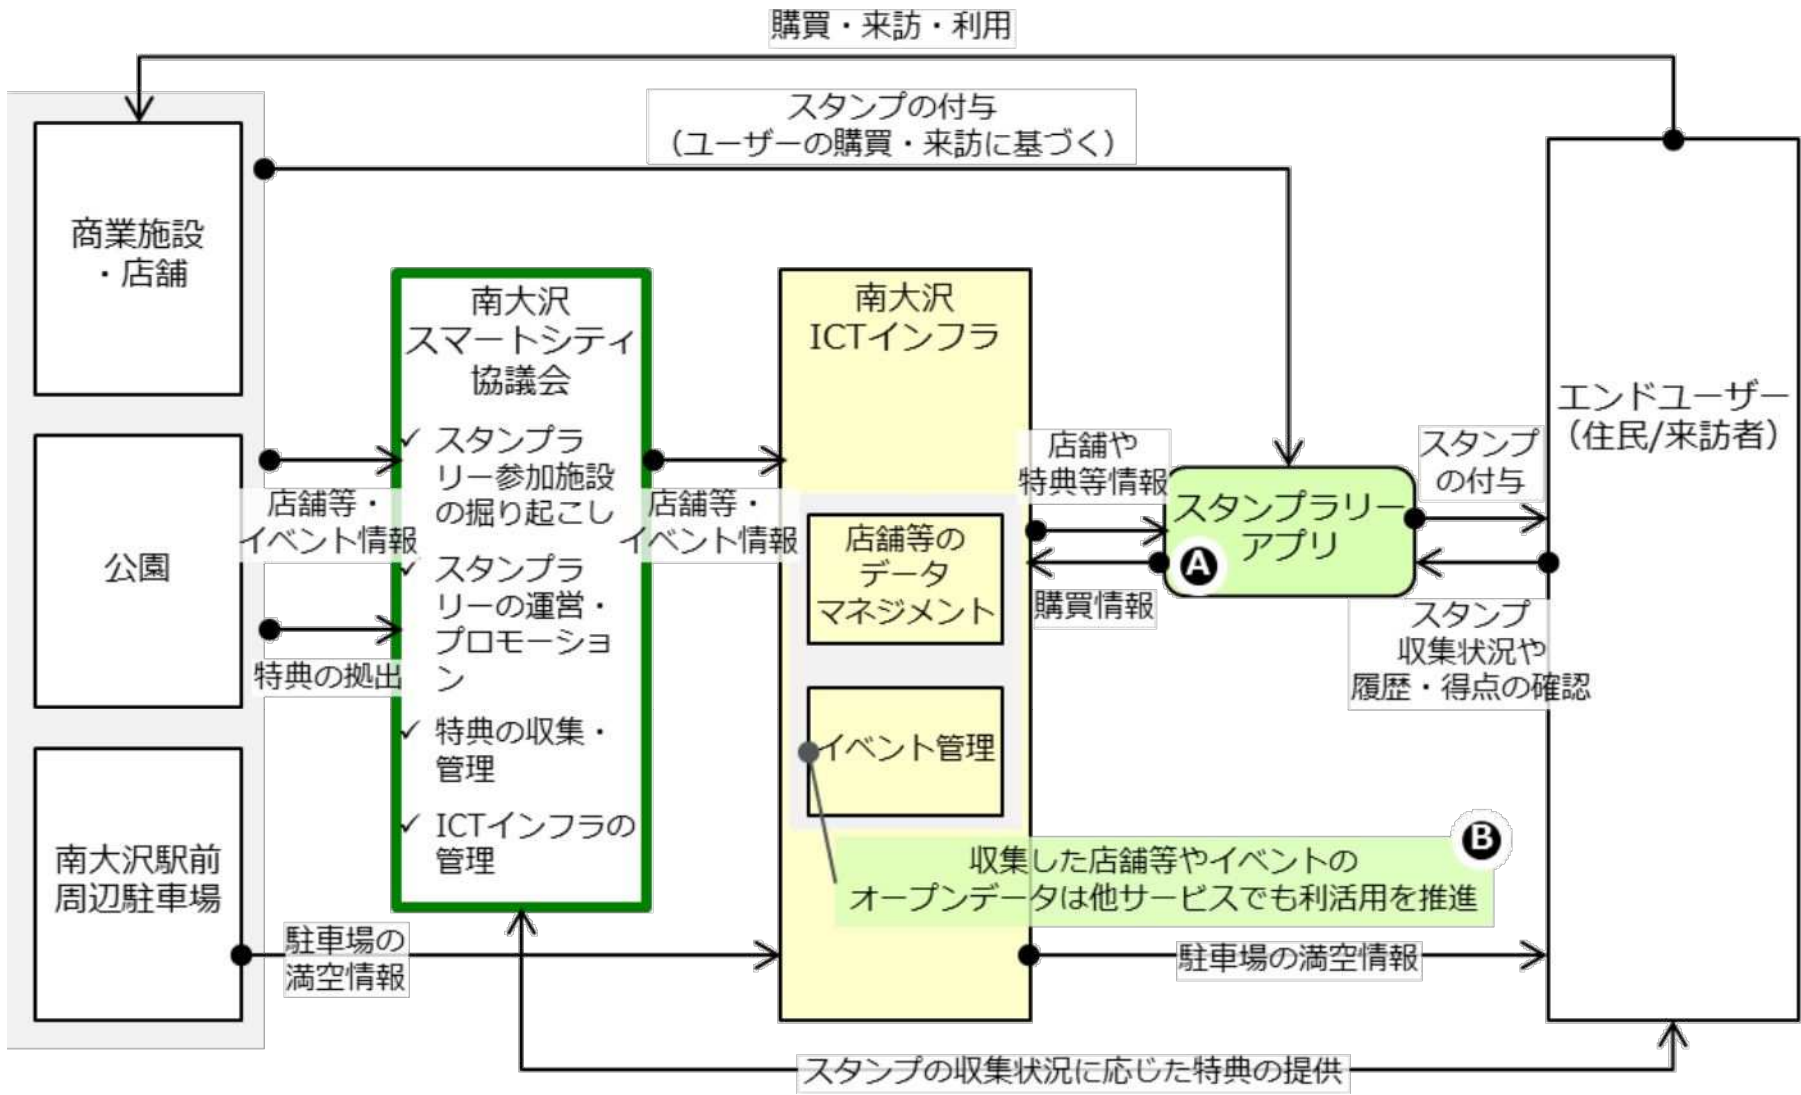 購買・来訪・利用
スタンプの付与
（ユーザーの購買・来訪に基づく）
商業施設
・店舗
公園
南大沢駅前
周辺駐車場
店舗等・
イベント情報
特典の拠出
駐車場の
満空情報
南大沢
スマートシティ
協議会
✓ スタンプラ
リー参加施設
の掘り起こし
✓ スタンプラ
リーの運営・
プロモーショ
ン
✓ 特典の収集・
管理
✓ ICTインフラの
管理
店舗等・
イベント情報
南大沢
ICTインフラ
店舗等の
データ
マネジメント
イベント管理
収集した店舗等やイベントの
オープンデータは他サービスでも利活用を推進
B
店舗や
特典等情報
購買情報
スタンプラリー
アプリ
A
スタンプ
の付与
スタンプ
収集状況や
履歴・得点の確認
エンドユーザー
（住民/来訪者）
駐車場の満空情報
スタンプの収集状況に応じた特典の提供